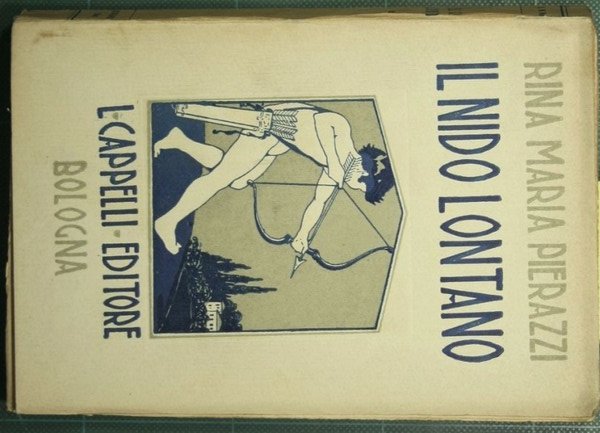 RINA MARIA PIERAZZI
IL NIDO LONTANO
L·CAPPELLI·EDITORE
BOLOGNA